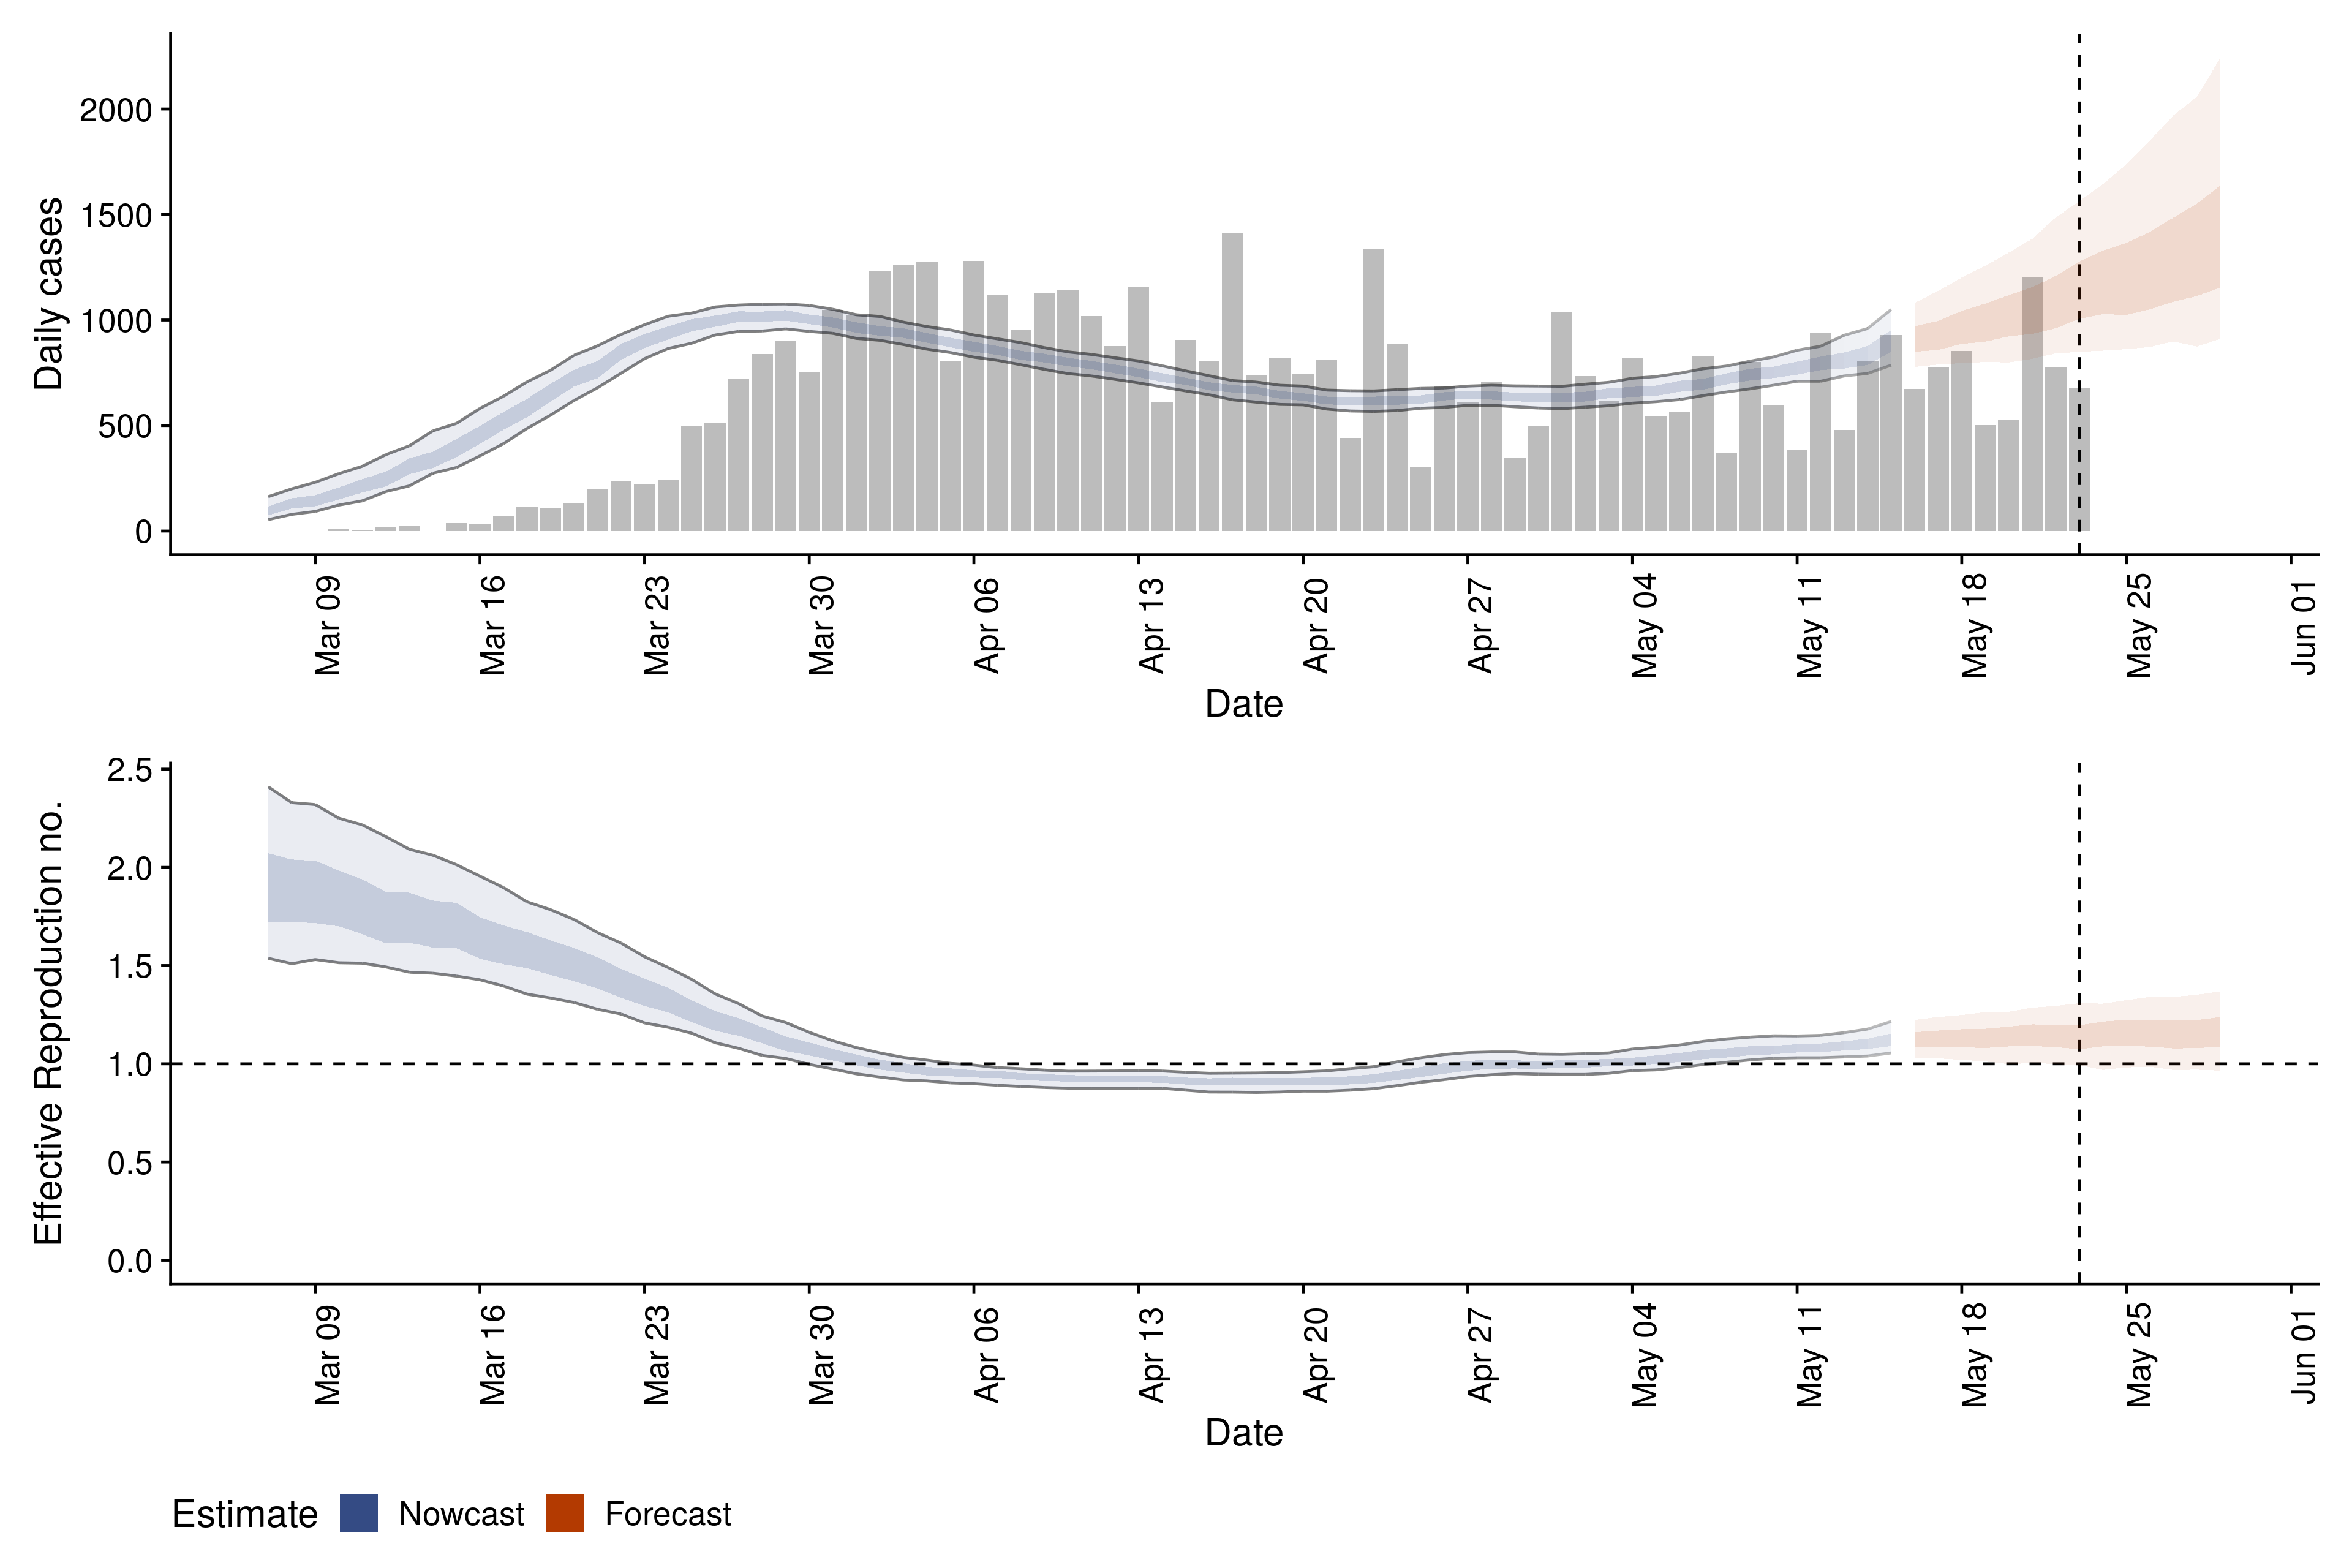 Daily cases
2000
1500
1000
500
0
Mar 09
Mar 16
Mar 23
Mar 30
Apr 06
Apr 13
Apr 20
Apr 27
May 04
May 11
May 18
May 25
Jun 01
Date
Effective Reproduction no.
2.5
2.0
1.5
1.0
0.5
0.0
Mar 09
Mar 16
Mar 23
Mar 30
Apr 06
Apr 13
Apr 20
Apr 27
May 04
May 11
May 18
May 25
Jun 01
Date
Estimate Nowcast Forecast